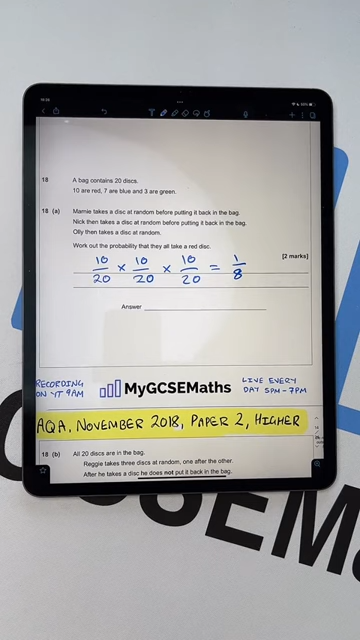 18 A bag contains 20 discs.
10 are red, 7 are blue and 3 are green.
18 (a) Mamie takes a disc at random before putting it back in the bag.
Nick then takes a disc at random before putting it back in the bag.
Olly then takes a disc at random.
Work out the probability that they all take a red disc.
[2 marks]
10/20 × 10/20 × 10/20 = 1/8
Answer
RECORDING ON YT 9AM
MyGCSEMaths
LIVE EVERY DAY 5PM - 7PM
AQA, NOVEMBER 2018, PAPER 2, HIGHER
18 (b) All 20 discs are in the bag.
Reggie takes three discs at random, one after the other.
After he takes a disc he does not put it back in the bag.
GCSEMa